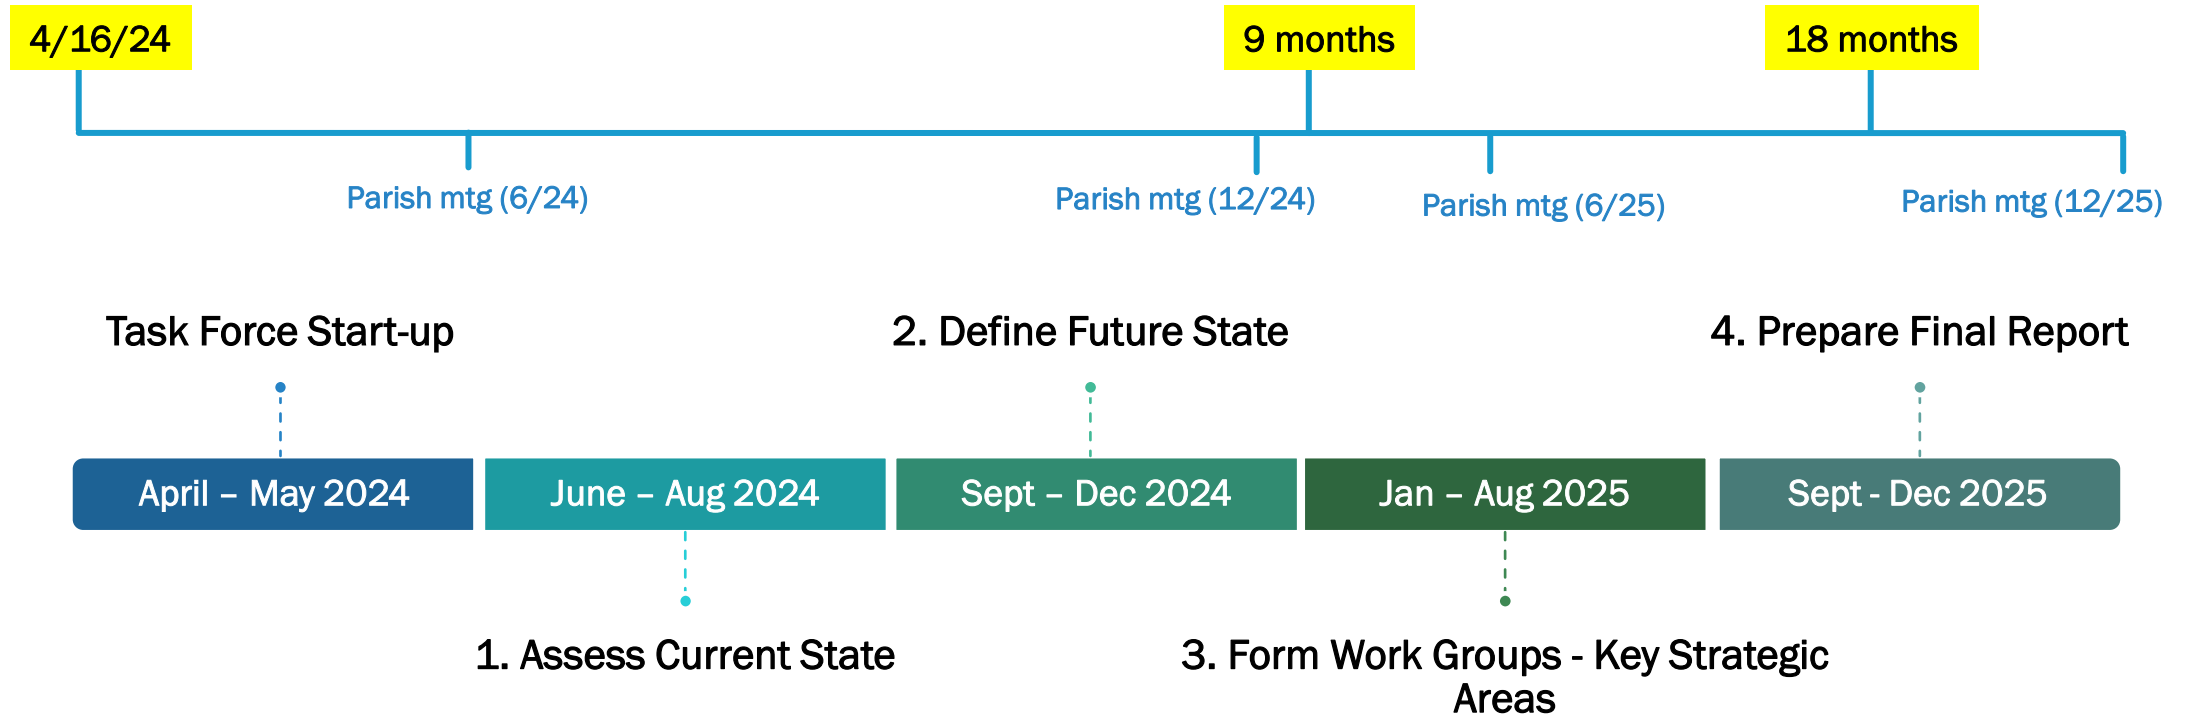 4/16/24
9 months
18 months
Parish mtg (6/24)
Parish mtg (12/24)
Parish mtg (6/25)
Parish mtg (12/25)
Task Force Start-up
2. Define Future State
4. Prepare Final Report
April – May 2024
June – Aug 2024
Sept – Dec 2024
Jan – Aug 2025
Sept - Dec 2025
1. Assess Current State
3. Form Work Groups - Key Strategic
Areas